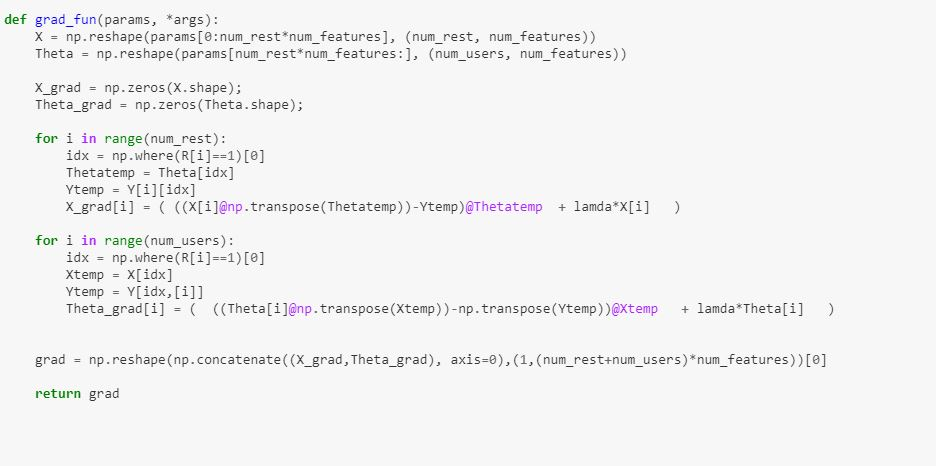 def grad_fun(params, *args):
    X = np.reshape(params[0:num_rest*num_features], (num_rest, num_features))
    Theta = np.reshape(params[num_rest*num_features:], (num_users, num_features))
    X_grad = np.zeros(X.shape);
    Theta_grad = np.zeros(Theta.shape);
    for i in range(num_rest):
        idx = np.where(R[i]==1)[0]
        Thetatemp = Theta[idx]
        Ytemp = Y[i][idx]
        X_grad[i] = ( ((X[i]@np.transpose(Thetatemp))-Ytemp)@Thetatemp  + lamda*X[i]   )
    for i in range(num_users):
        idx = np.where(R[i]==1)[0]
        Xtemp = X[idx]
        Ytemp = Y[idx,[i]]
        Theta_grad[i] = (  ((Theta[i]@np.transpose(Xtemp))-np.transpose(Ytemp))@Xtemp   + lamda*Theta[i]   )
    grad = np.reshape(np.concatenate((X_grad,Theta_grad), axis=0),(1,(num_rest+num_users)*num_features))[0]
    return grad